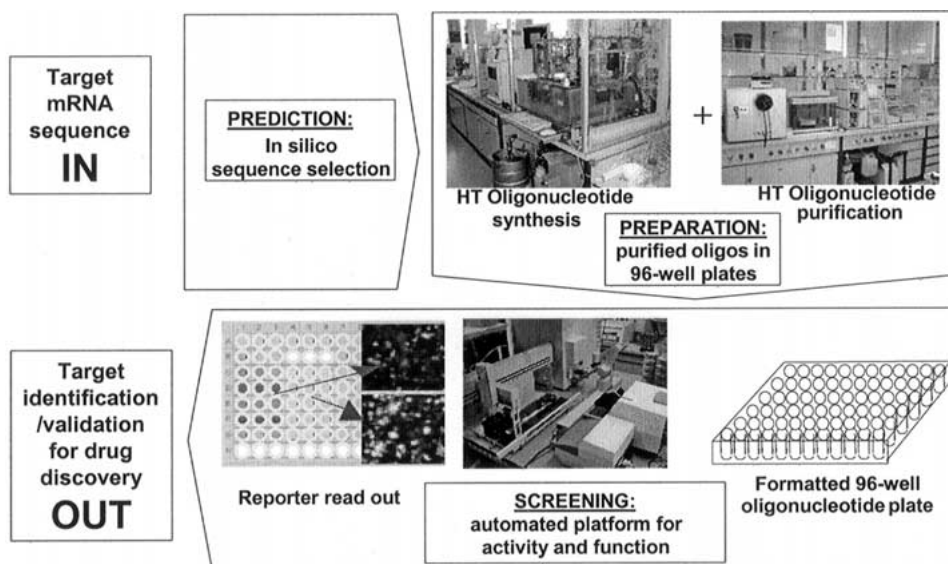 Target
mRNA
sequence
IN
PREDICTION:
In silico
sequence selection
HT Oligonucleotide
synthesis
+
HT Oligonucleotide
purification
PREPARATION:
purified oligos in
96-well plates
Target
identification
/validation
for drug
discovery
OUT
Reporter read out
SCREENING:
automated platform for
activity and function
Formatted 96-well
oligonucleotide plate